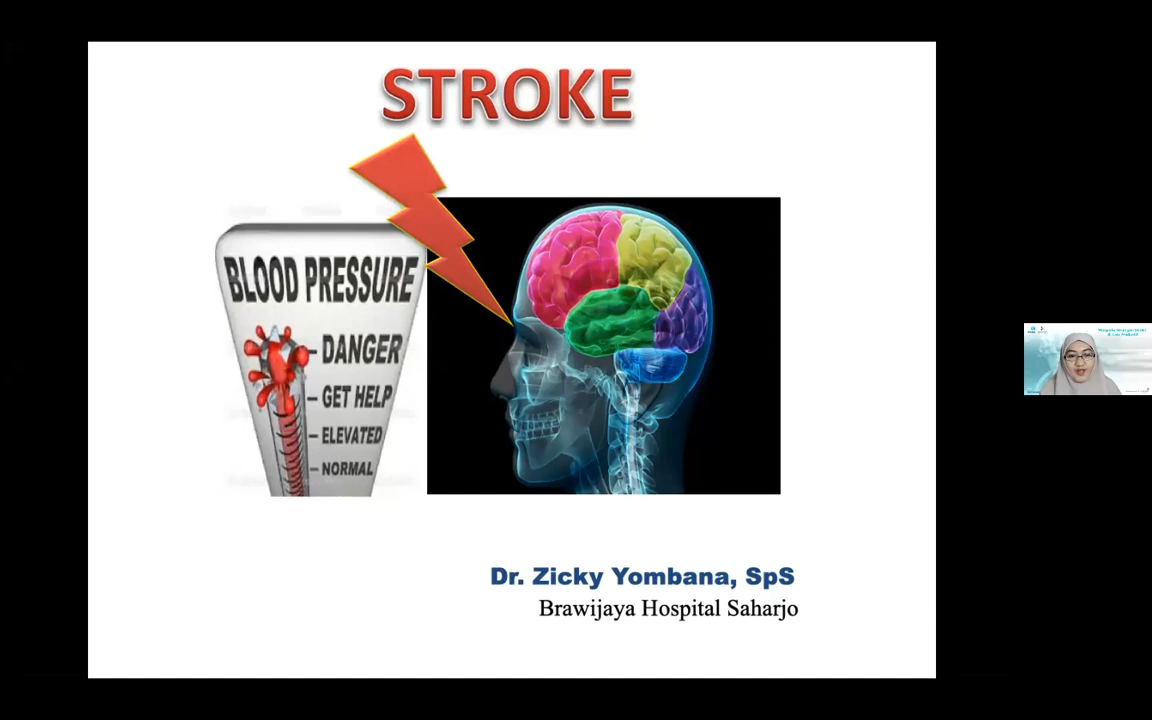 STROKE
BLOOD PRESSURE
DANGER
GET HELP
ELEVATED
NORMAL
Dr. Zicky Yombana, SpS
Brawijaya Hospital Saharjo